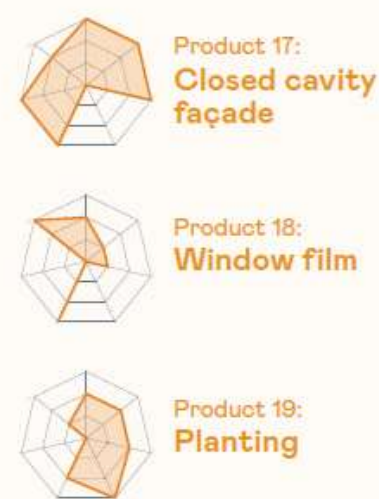 Product 17:
Closed cavity
façade
Product 18:
Window film
Product 19:
Planting